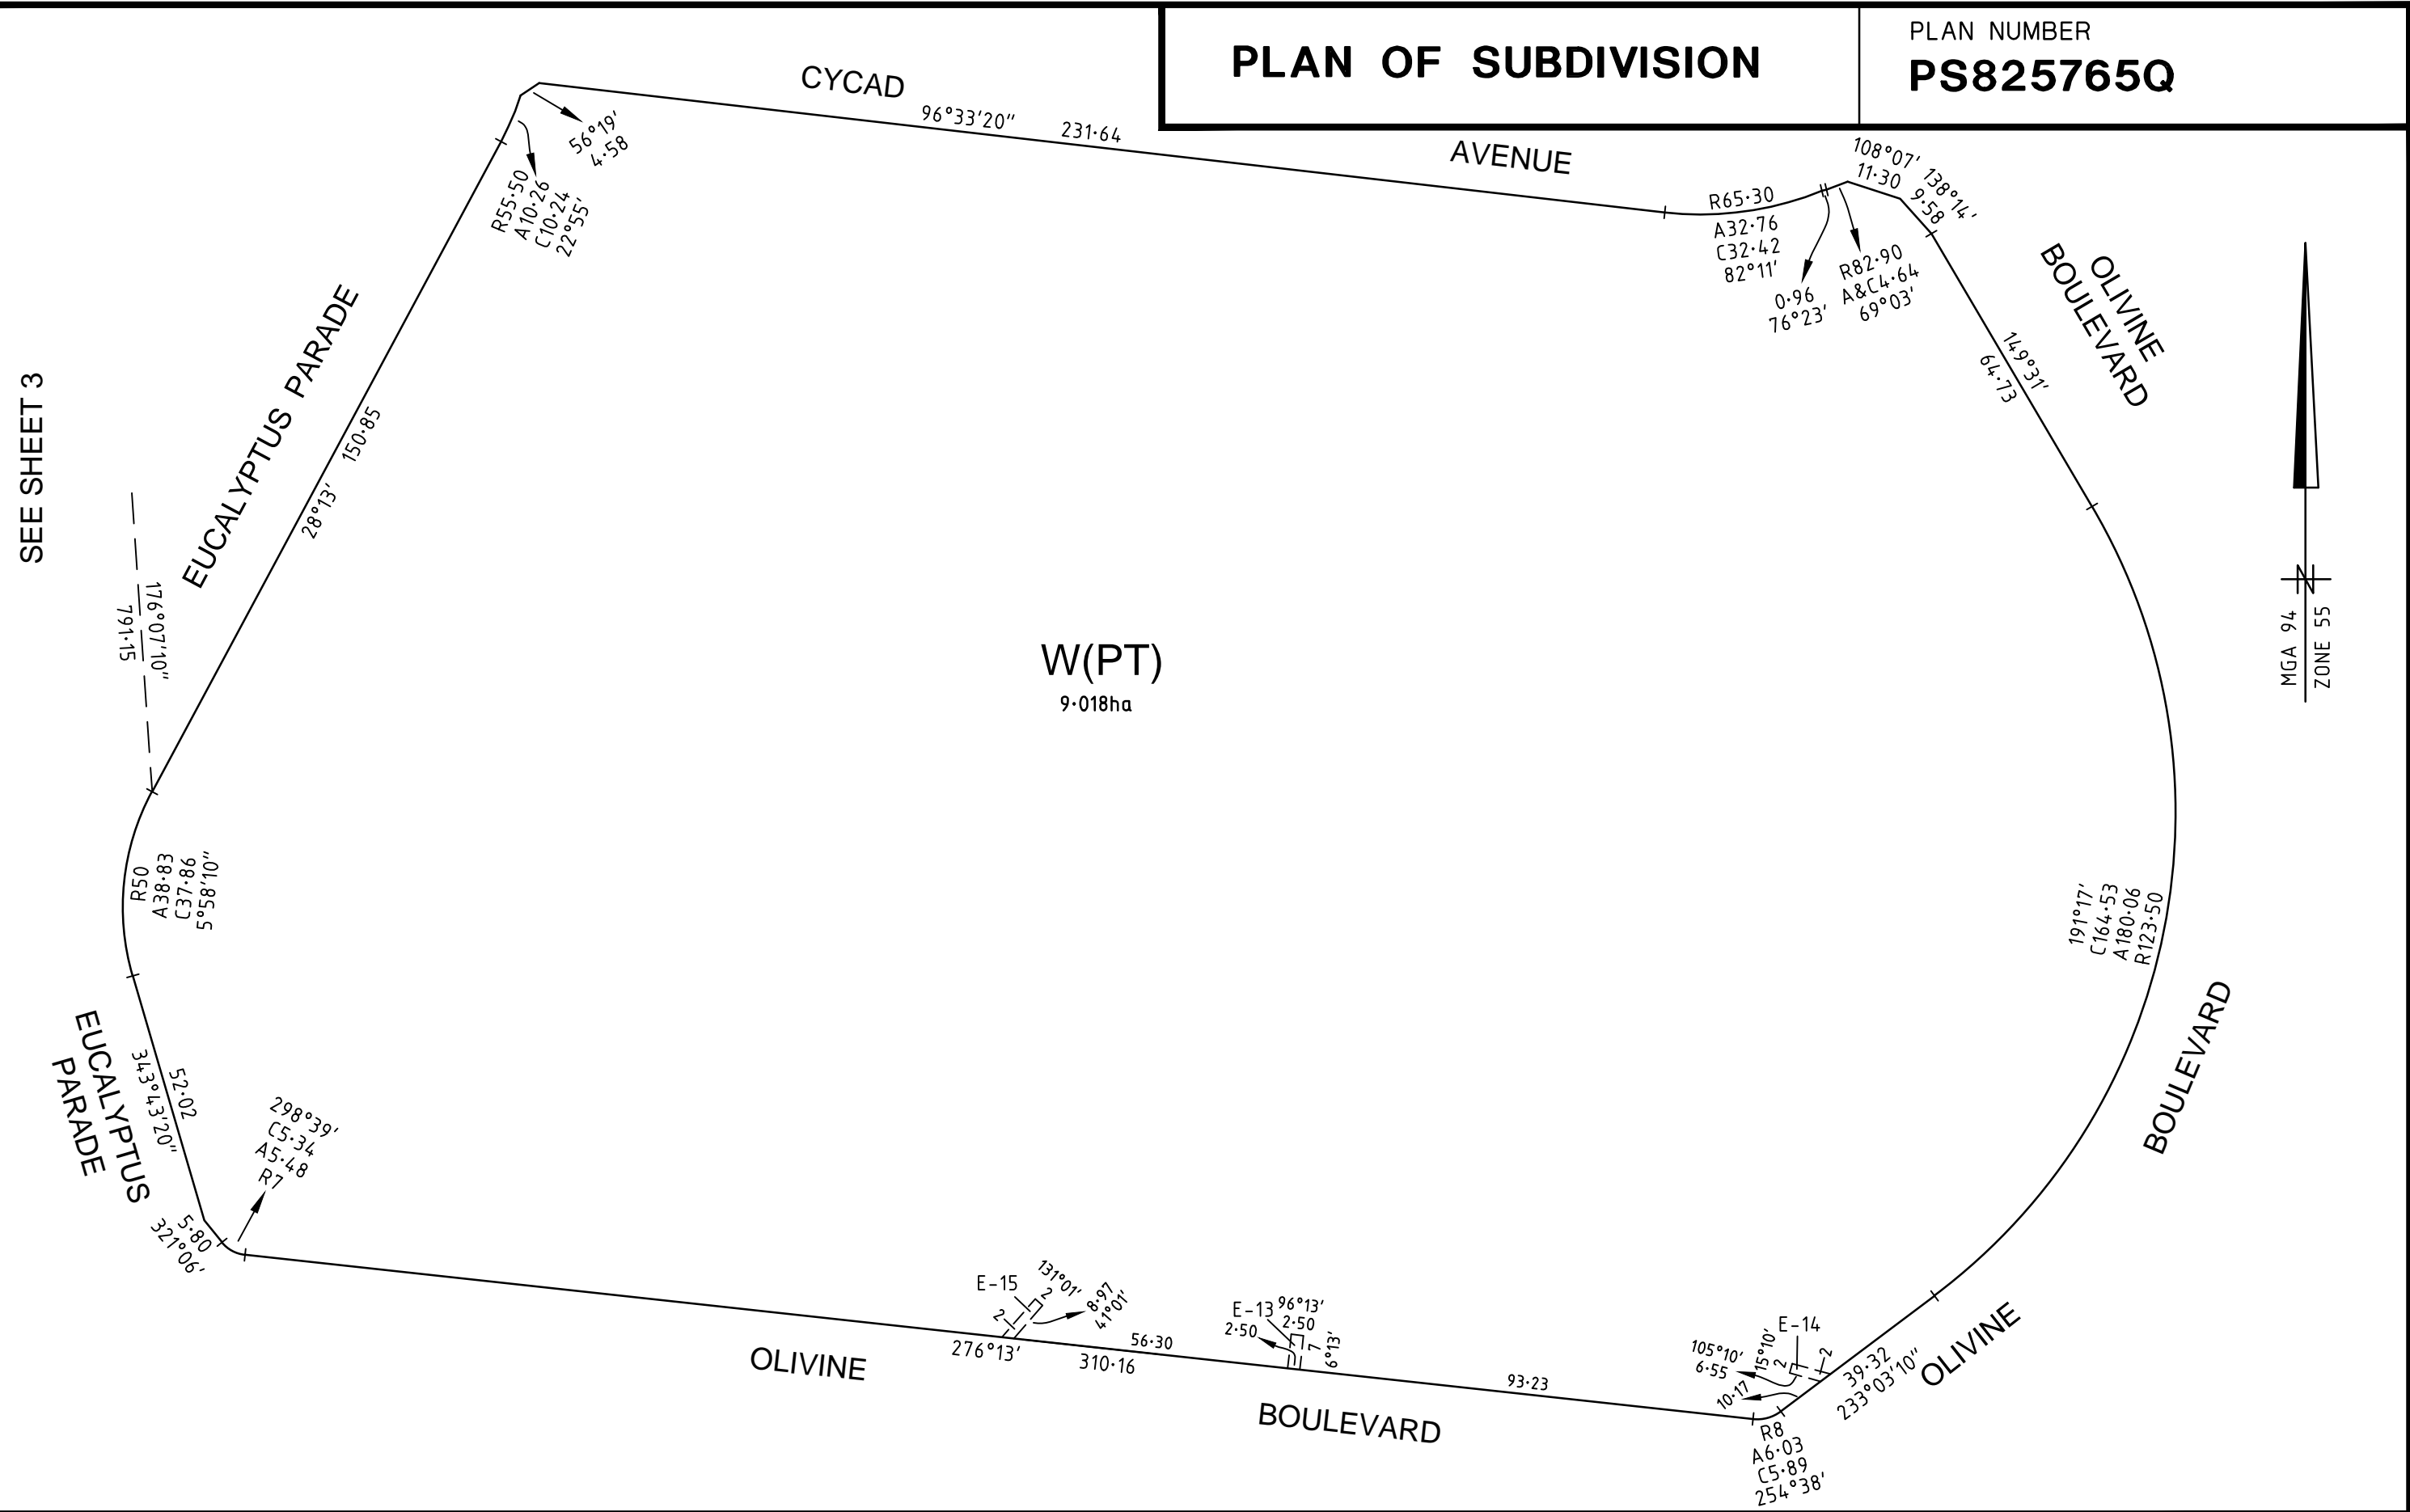 PLAN OF SUBDIVISION
PLAN NUMBER
PS825765Q
CYCAD
AVENUE
96°33'20"
231·64
56°19'
4·58
R55·50
A10·26
C10·24
22°55'
R65·30
A32·76
C32·42
82°11'
0·96
76°23'
R82·90
A&C4·64
69°03'
108°07'
11·30
138°14'
9·58
OLIVINE
BOULEVARD
149°31'
64·73
SEE SHEET 3
EUCALYPTUS PARADE
150·85
28°13'
176°07'10"
791·15
MGA 94
ZONE 55
N
W(PT)
9·018ha
R50
A38·83
C37·86
5°58'10"
191°17'
C164·53
A180·06
R123·50
BOULEVARD
EUCALYPTUS
PARADE
52·02
343°43'20"
298°39'
C5·34
A5·48
R7
5·80
321°06'
E-15
131°01'
2
2
8·97
41°01'
E-13
96°13'
2·50
2·50
7
6°13'
56·30
276°13'
310·16
OLIVINE
BOULEVARD
93·23
E-14
105°10'
6·55
15°10'
2
2
10·17
39·32
233°03'10"
OLIVINE
R8
A6·03
C5·89
254°38'